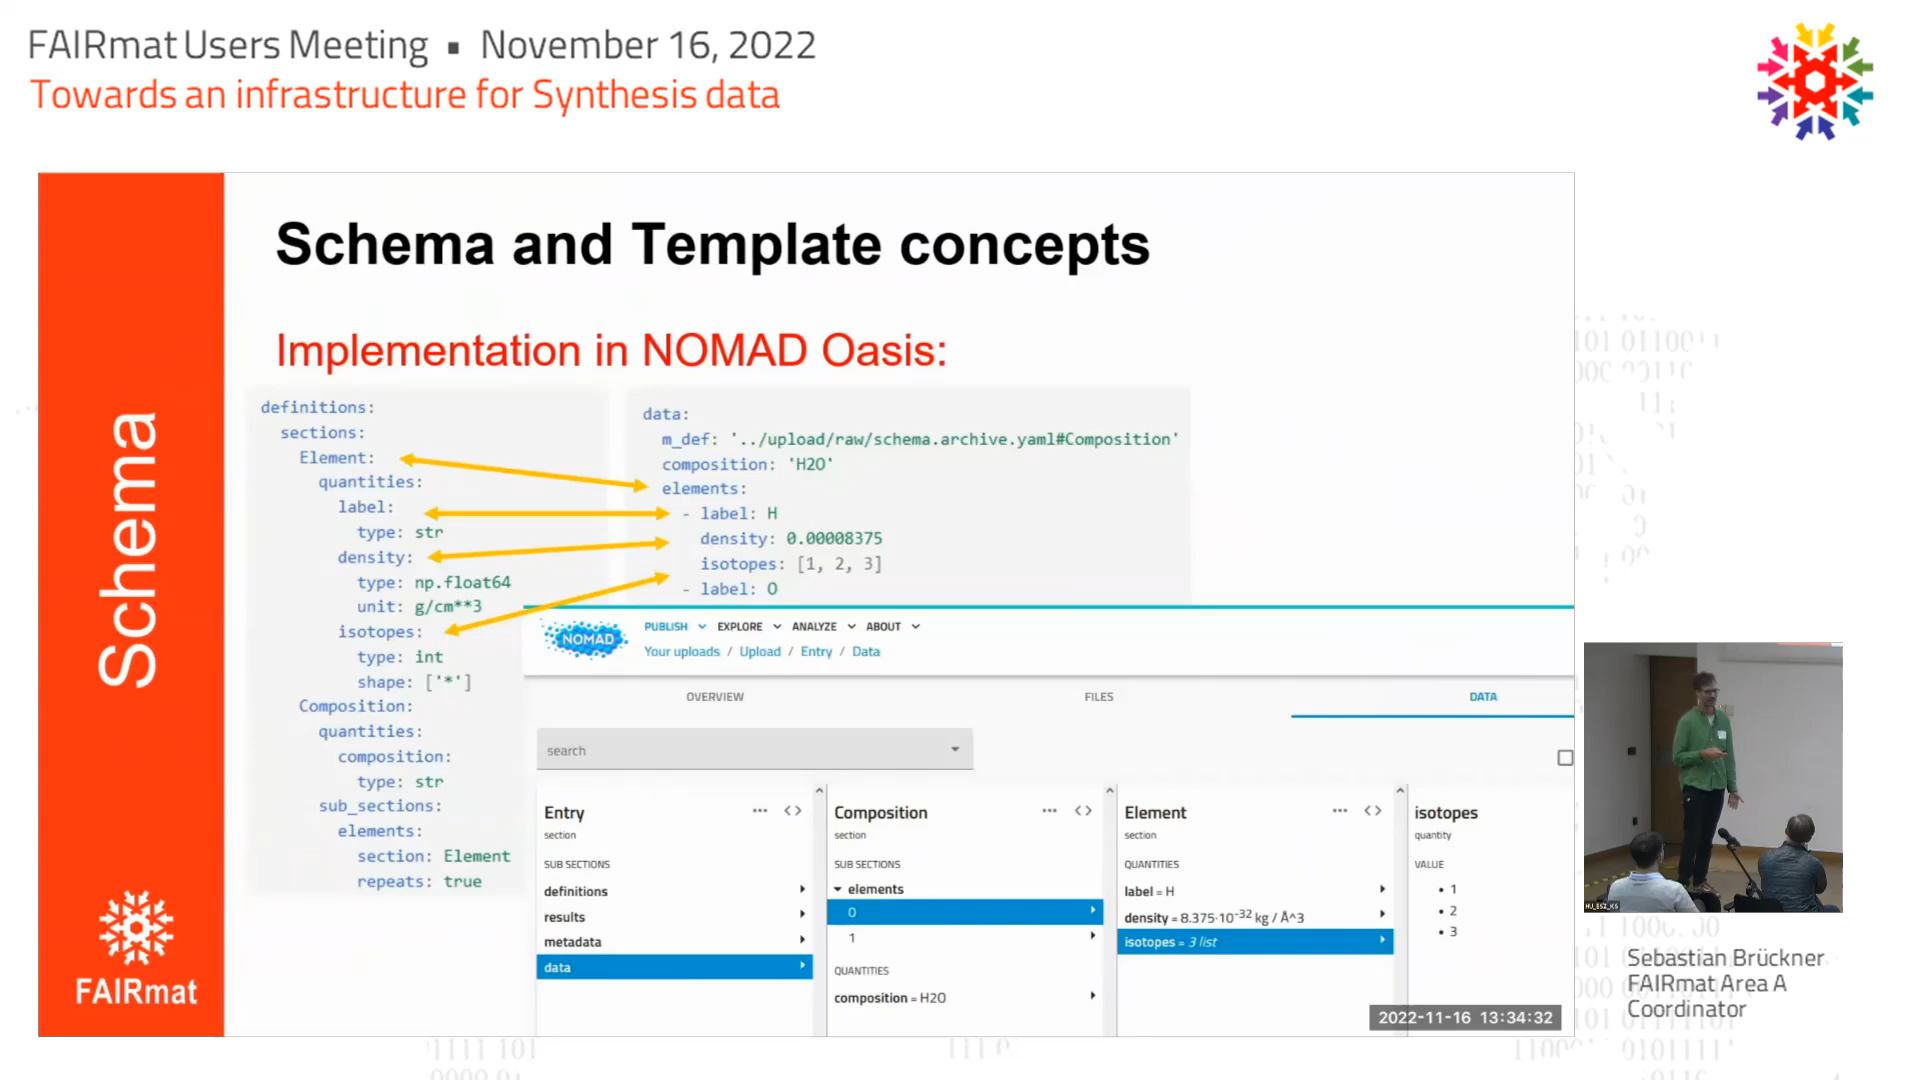 FAIRmat Users Meeting ▪ November 16, 2022
Towards an infrastructure for Synthesis data
Schema
FAIRmat
Schema and Template concepts
Implementation in NOMAD Oasis:
definitions:
sections:
Element:
quantities:
label:
type: str
density:
type: np.float64
unit: g/cm**3
isotopes:
type: int
shape: ['*']
Composition:
quantities:
composition:
type: str
sub_sections:
elements:
section: Element
repeats: true
data:
m_def: '../upload/raw/schema.archive.yaml#Composition'
composition: 'H2O'
elements:
- label: H
density: 0.00008375
isotopes: [1, 2, 3]
- label: O
NOMAD
PUBLISH EXPLORE ANALYZE ABOUT
Your uploads / Upload / Entry / Data
OVERVIEW FILES DATA
search
Entry
section
SUB SECTIONS
definitions
results
metadata
data
Composition
section
SUB SECTIONS
elements
0
1
QUANTITIES
composition = H2O
Element
section
QUANTITIES
label = H
density = 8.375·10⁻³² kg / Å^3
isotopes = 3 list
isotopes
quantity
VALUE
• 1
• 2
• 3
2022-11-16 13:34:32
HU_ESZ_KS
Sebastian Brückner
FAIRmat Area A
Coordinator